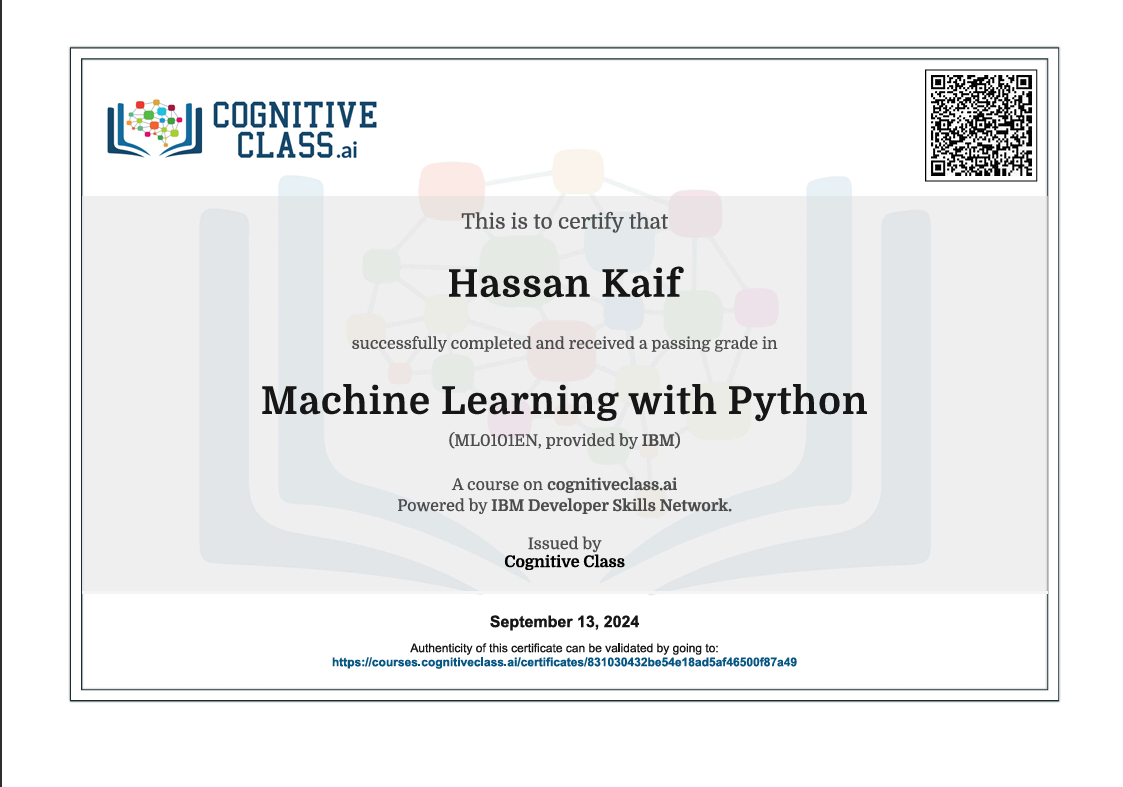 COGNITIVE
CLASS.ai
This is to certify that
Hassan Kaif
successfully completed and received a passing grade in
Machine Learning with Python
(ML0101EN, provided by IBM)
A course on cognitiveclass.ai
Powered by IBM Developer Skills Network.
Issued by
Cognitive Class
September 13, 2024
Authenticity of this certificate can be validated by going to:
https://courses.cognitiveclass.ai/certificates/831030432be54e18ad5af46500f87a49